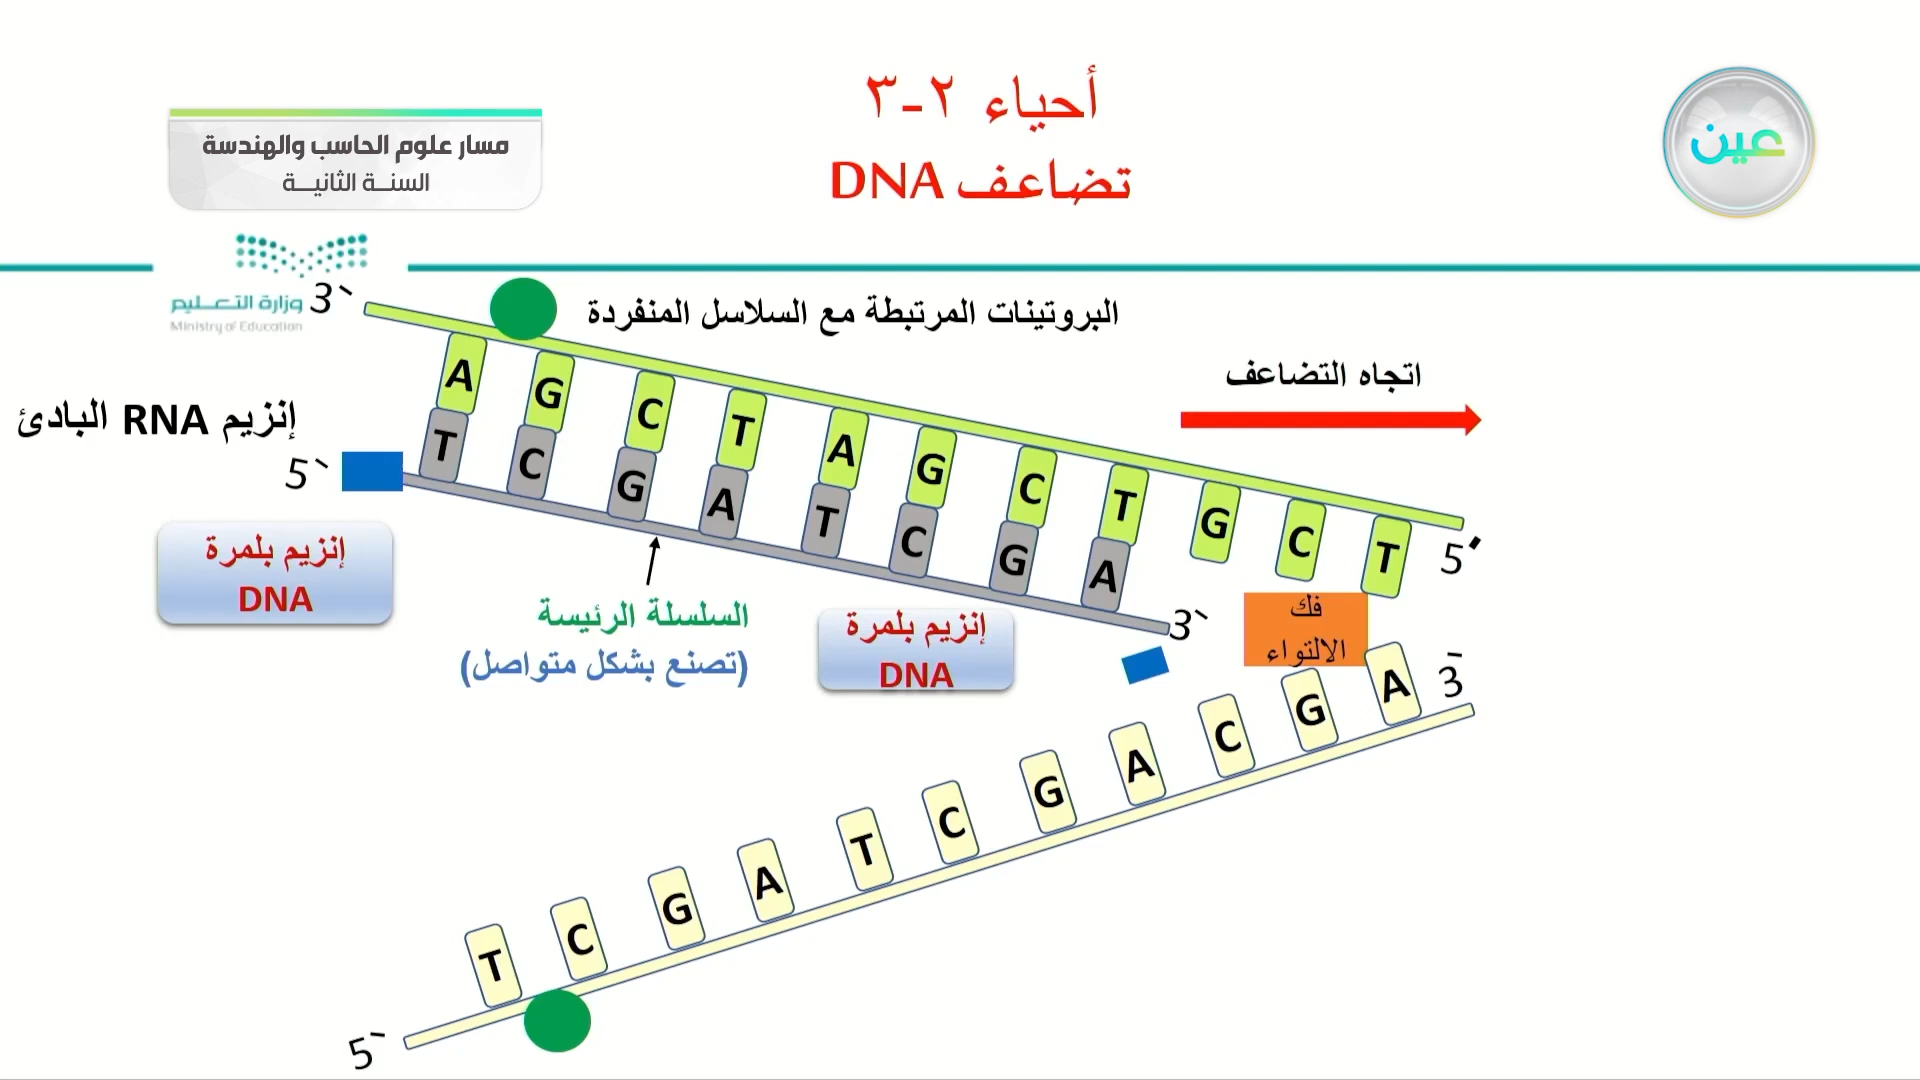 أحياء ٢-٣
تضاعف DNA
عين
مسار علوم الحاسب والهندسة
السنة الثانية
وزارة التعليم
Ministry of Education
3`
البروتينات المرتبطة مع السلاسل المنفردة
اتجاه التضاعف
A G C T A G C T G C T
5'
إنزيم RNA البادئ
5`
T C G A T C G A
3`
إنزيم بلمرة
DNA
السلسلة الرئيسة
(تصنع بشكل متواصل)
إنزيم بلمرة
DNA
فك
الالتواء
3-
T C G A T C G A C G A
5`